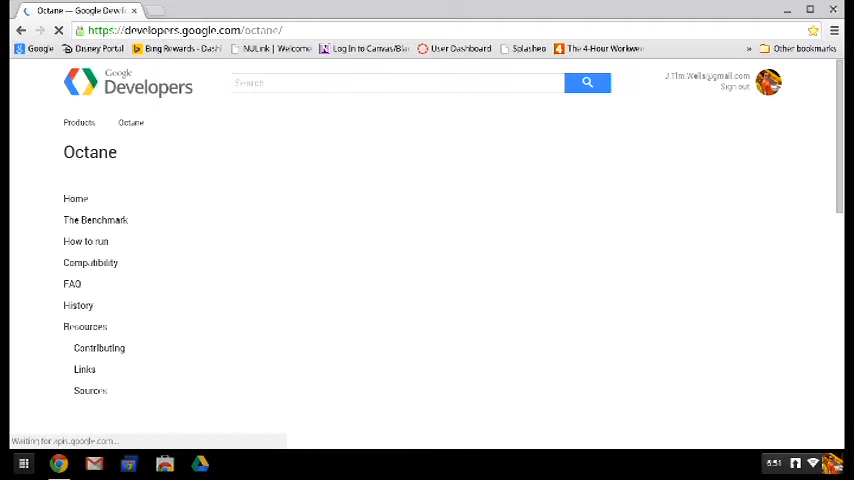 Octane — Google Devel
https://developers.google.com/octane/
Google Disney Portal Bing Rewards - Dash NULink | Welcome Log In to Canvas/Bla User Dashboard Splasheo The 4-Hour Workwe » Other bookmarks
Google
Developers
Search
J.Tim.Wells@gmail.com
Sign out
Products Octane
Octane
Home
The Benchmark
How to run
Compatibility
FAQ
History
Resources
Contributing
Links
Sources
Waiting for apis.google.com...
6:51